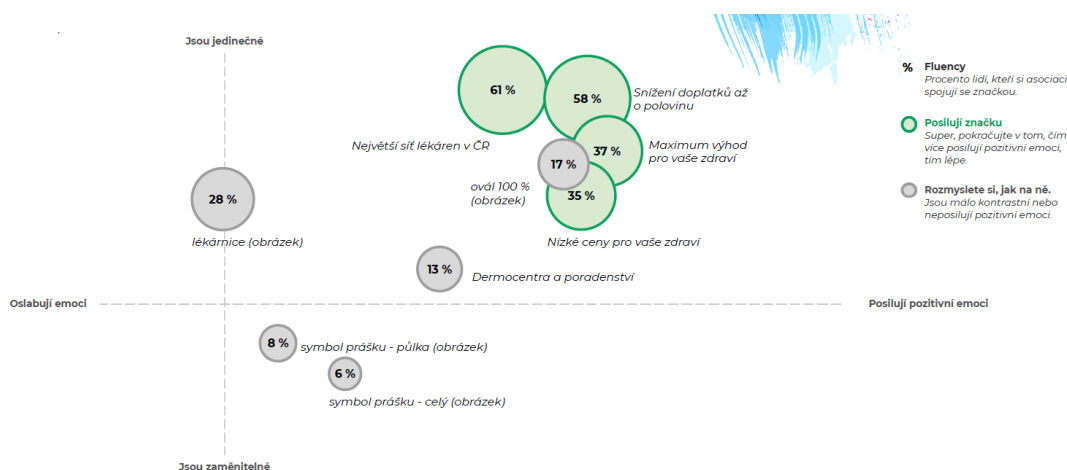 Jsou jedinečné
61 %
58 %
Snížení doplatků až
o polovinu
Největší síť lékáren v ČR
37 %
Maximum výhod
pro vaše zdraví
17 %
ovál 100 %
(obrázek)
35 %
Nízké ceny pro vaše zdraví
28 %
lékárnice (obrázek)
13 %
Dermocentra a poradenství
Oslabují emoci
Posilují pozitivní emoci
8 %
symbol prášku - půlka (obrázek)
6 %
symbol prášku - celý (obrázek)
Jsou zaměnitelné
% Fluency
Procento lidí, kteří si asociaci
spojují se značkou.
Posilují značku
Super, pokračujte v tom, čím
více posilují pozitivní emoci,
tím lépe.
Rozmyslete si, jak na ně.
Jsou málo kontrastní nebo
neposilují pozitivní emoci.